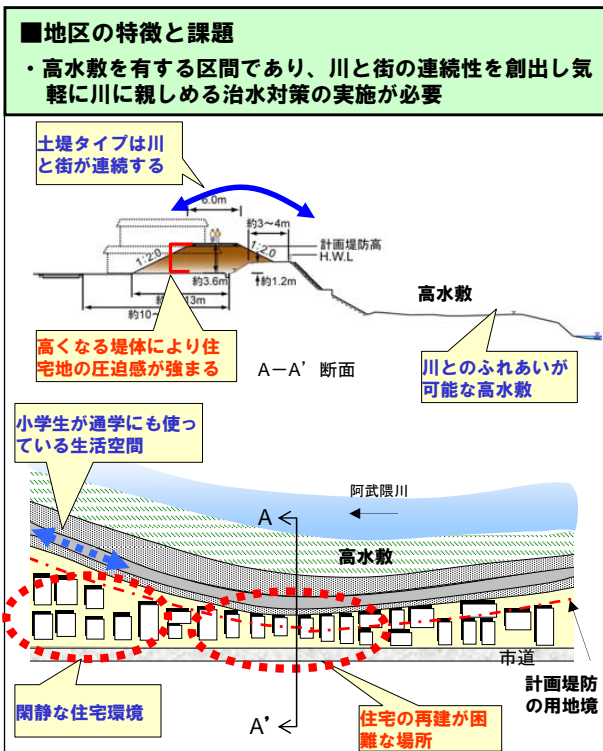 ■地区の特徴と課題
・高水敷を有する区間であり、川と街の連続性を創出し気
軽に川に親しめる治水対策の実施が必要
土堤タイプは川
と街が連続する
6.0m
約3～4m
1:2.0
1:2.0
計画堤防高
H.W.L
約3.6m
約1.2m
13m
約10～
高水敷
高くなる堤体により住
宅地の圧迫感が強まる
A－A’断面
川とのふれあいが
可能な高水敷
小学生が通学にも使っ
ている生活空間
阿武隈川
A
高水敷
市道
計画堤防
の用地境
閑静な住宅環境
A’
住宅の再建が困
難な場所